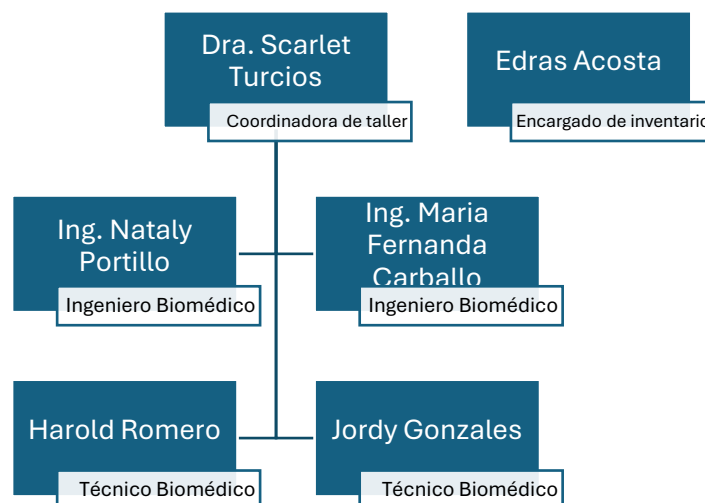 Dra. Scarlet
Turcios
Coordinadora de taller
Edras Acosta
Encargado de inventario
Ing. Nataly
Portillo
Ingeniero Biomédico
Ing. Maria
Fernanda
Carballo
Ingeniero Biomédico
Harold Romero
Técnico Biomédico
Jordy Gonzales
Técnico Biomédico